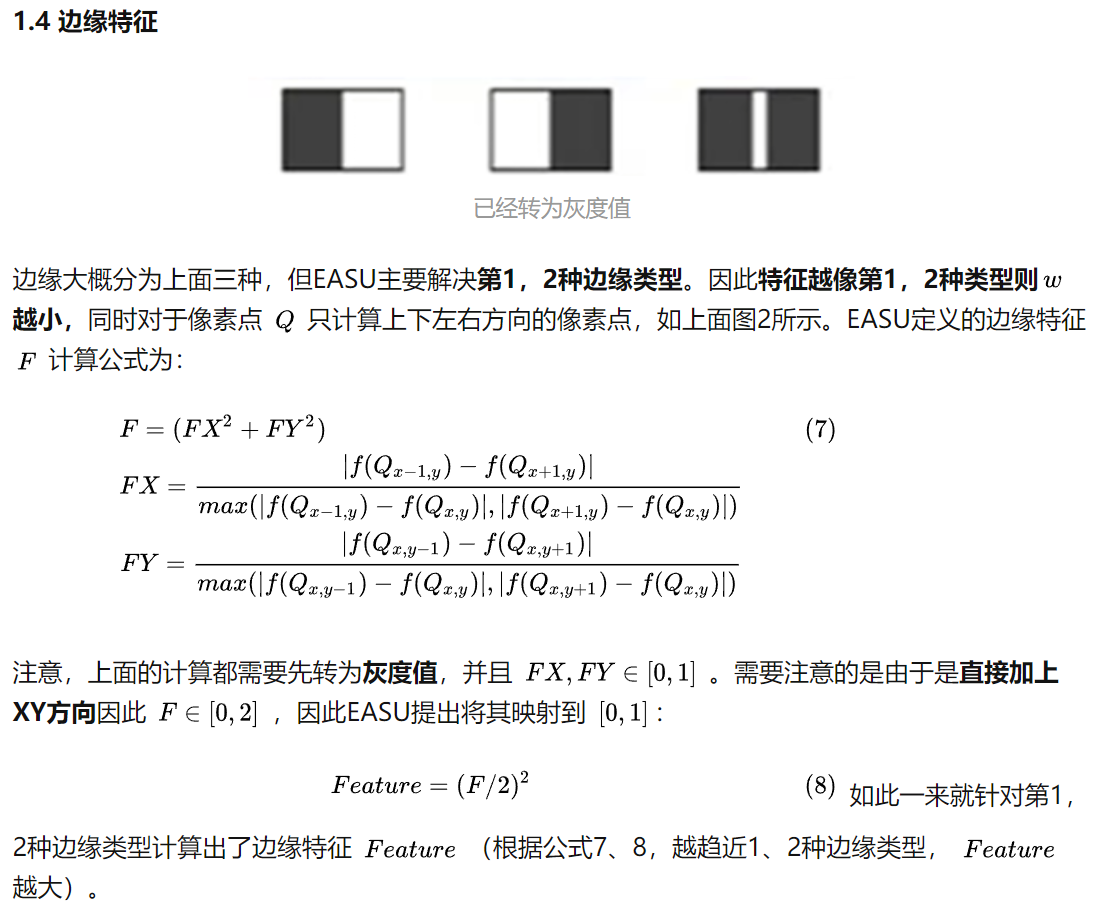 1.4 边缘特征
已经转为灰度值
边缘大概分为上面三种，但EASU主要解决第1，2种边缘类型。因此特征越像第1，2种类型则 w
越小，同时对于像素点 Q 只计算上下左右方向的像素点，如上面图2所示。EASU定义的边缘特征
F 计算公式为：
F = (FX² + FY²) (7)
FX = |f(Q_{x−1,y}) − f(Q_{x+1,y})| / max(|f(Q_{x−1,y}) − f(Q_{x,y})|, |f(Q_{x+1,y}) − f(Q_{x,y})|)
FY = |f(Q_{x,y−1}) − f(Q_{x,y+1})| / max(|f(Q_{x,y−1}) − f(Q_{x,y})|, |f(Q_{x,y+1}) − f(Q_{x,y})|)
注意，上面的计算都需要先转为灰度值，并且 FX, FY ∈ [0, 1] 。需要注意的是由于是直接加上
XY方向因此 F ∈ [0, 2] ，因此EASU提出将其映射到 [0, 1]：
Feature = (F/2)² (8) 如此一来就针对第1，
2种边缘类型计算出了边缘特征 Feature （根据公式7、8，越趋近1、2种边缘类型， Feature
越大）。